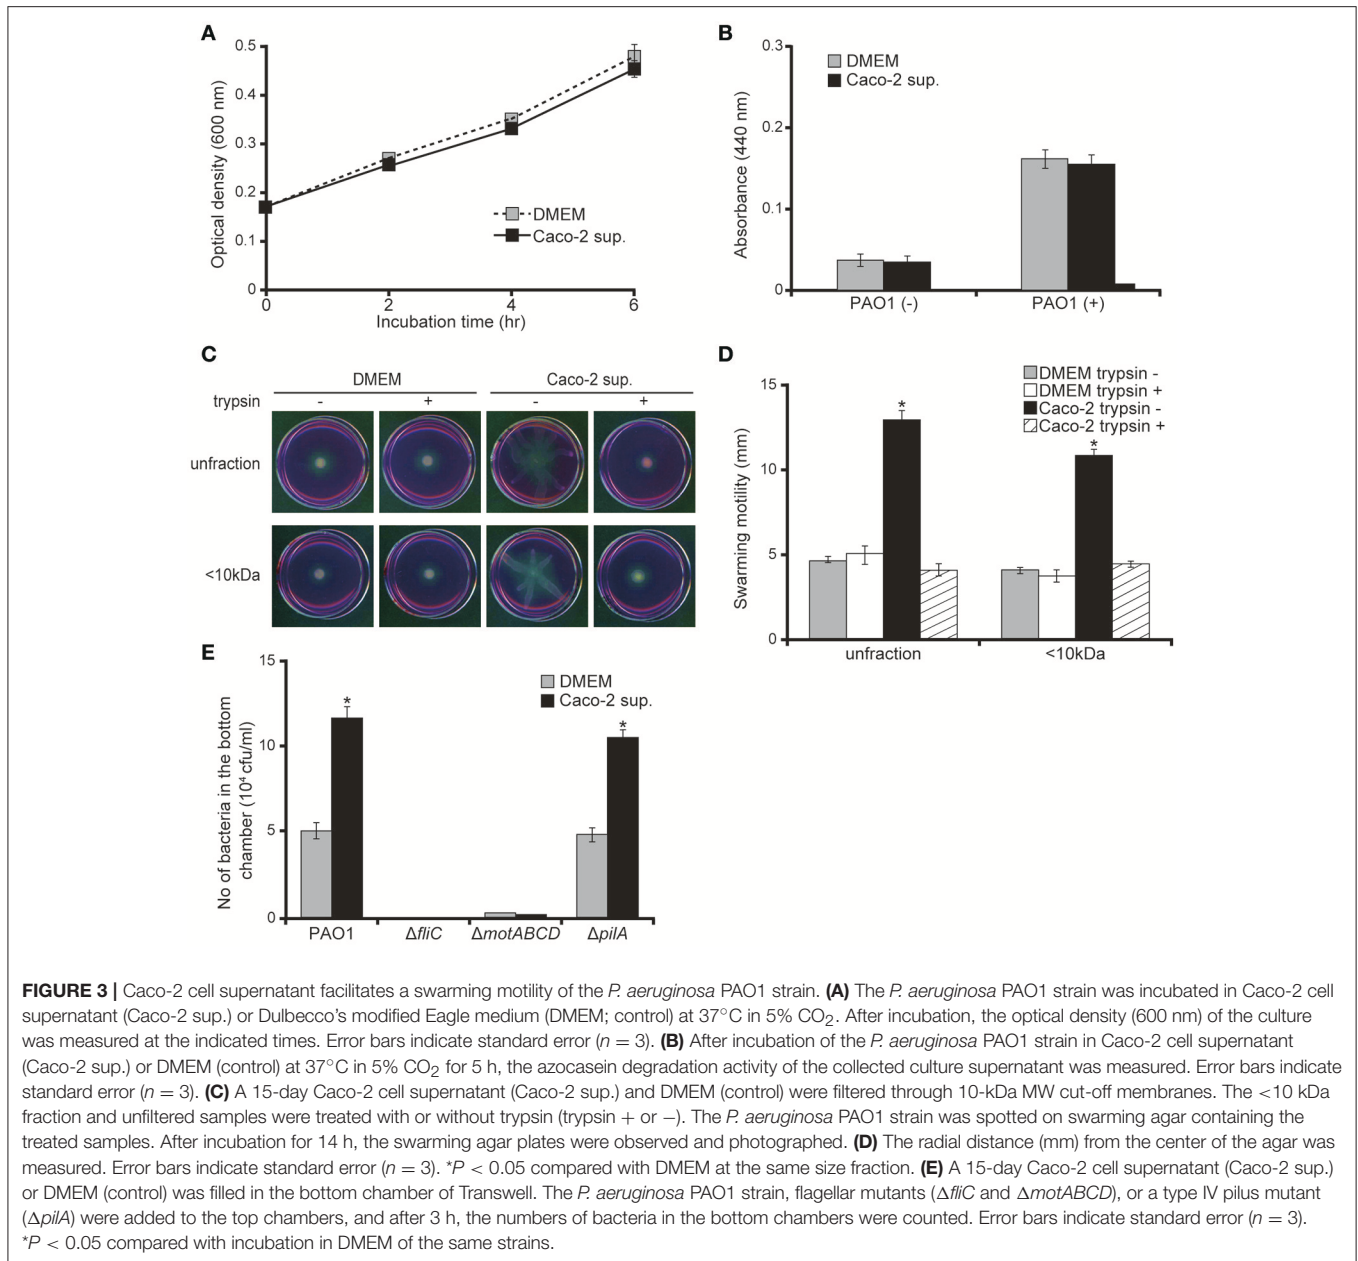 A
0.5
0.4
0.3
0.2
0.1
0
Optical density (600 nm)
DMEM
Caco-2 sup.
0 2 4 6
Incubation time (hr)
B
0.3
0.2
0.1
0
Absorbance (440 nm)
DMEM
Caco-2 sup.
PAO1 (-) PAO1 (+)
C
DMEM Caco-2 sup.
trypsin - + - +
unfraction
<10kDa
D
15
10
5
0
Swarming motility (mm)
DMEM trypsin -
DMEM trypsin +
Caco-2 trypsin -
Caco-2 trypsin +
* *
unfraction <10kDa
E
15
10
5
0
No of bacteria in the bottom
chamber (10⁴ cfu/ml)
DMEM
Caco-2 sup.
* *
PAO1 ΔfliC ΔmotABCD ΔpilA
FIGURE 3 | Caco-2 cell supernatant facilitates a swarming motility of the P. aeruginosa PAO1 strain. (A) The P. aeruginosa PAO1 strain was incubated in Caco-2 cell
supernatant (Caco-2 sup.) or Dulbecco's modified Eagle medium (DMEM; control) at 37°C in 5% CO₂. After incubation, the optical density (600 nm) of the culture
was measured at the indicated times. Error bars indicate standard error (n = 3). (B) After incubation of the P. aeruginosa PAO1 strain in Caco-2 cell supernatant
(Caco-2 sup.) or DMEM (control) at 37°C in 5% CO₂ for 5 h, the azocasein degradation activity of the collected culture supernatant was measured. Error bars indicate
standard error (n = 3). (C) A 15-day Caco-2 cell supernatant (Caco-2 sup.) and DMEM (control) were filtered through 10-kDa MW cut-off membranes. The <10 kDa
fraction and unfiltered samples were treated with or without trypsin (trypsin + or −). The P. aeruginosa PAO1 strain was spotted on swarming agar containing the
treated samples. After incubation for 14 h, the swarming agar plates were observed and photographed. (D) The radial distance (mm) from the center of the agar was
measured. Error bars indicate standard error (n = 3). *P < 0.05 compared with DMEM at the same size fraction. (E) A 15-day Caco-2 cell supernatant (Caco-2 sup.)
or DMEM (control) was filled in the bottom chamber of Transwell. The P. aeruginosa PAO1 strain, flagellar mutants (ΔfliC and ΔmotABCD), or a type IV pilus mutant
(ΔpilA) were added to the top chambers, and after 3 h, the numbers of bacteria in the bottom chambers were counted. Error bars indicate standard error (n = 3).
*P < 0.05 compared with incubation in DMEM of the same strains.